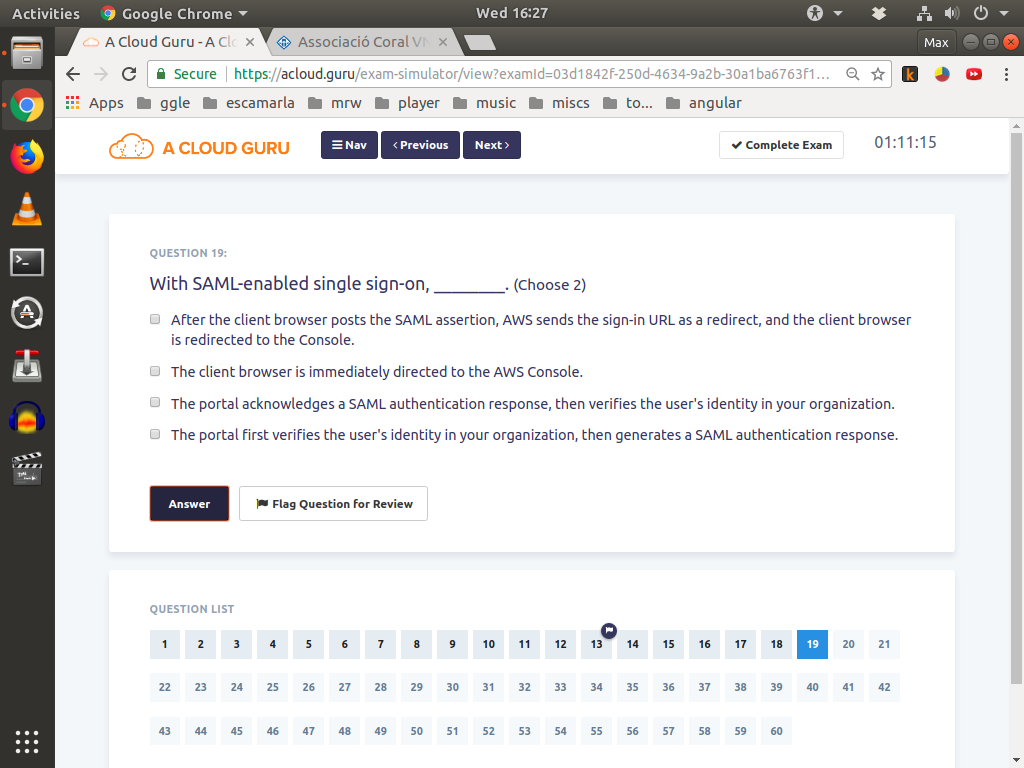 Activities Google Chrome Wed 16:27
A Cloud Guru - A Clo Associació Coral VM Max
Secure https://acloud.guru/exam-simulator/view?examId=03d1842f-250d-4634-9a2b-30a1ba6763f1...
Apps ggle escamarla mrw player music miscs to... angular
A CLOUD GURU Nav Previous Next Complete Exam 01:11:15
QUESTION 19:
With SAML-enabled single sign-on, ________. (Choose 2)
After the client browser posts the SAML assertion, AWS sends the sign-in URL as a redirect, and the client browser
is redirected to the Console.
The client browser is immediately directed to the AWS Console.
The portal acknowledges a SAML authentication response, then verifies the user's identity in your organization.
The portal first verifies the user's identity in your organization, then generates a SAML authentication response.
Answer Flag Question for Review
QUESTION LIST
1 2 3 4 5 6 7 8 9 10 11 12 13 14 15 16 17 18 19 20 21
22 23 24 25 26 27 28 29 30 31 32 33 34 35 36 37 38 39 40 41 42
43 44 45 46 47 48 49 50 51 52 53 54 55 56 57 58 59 60